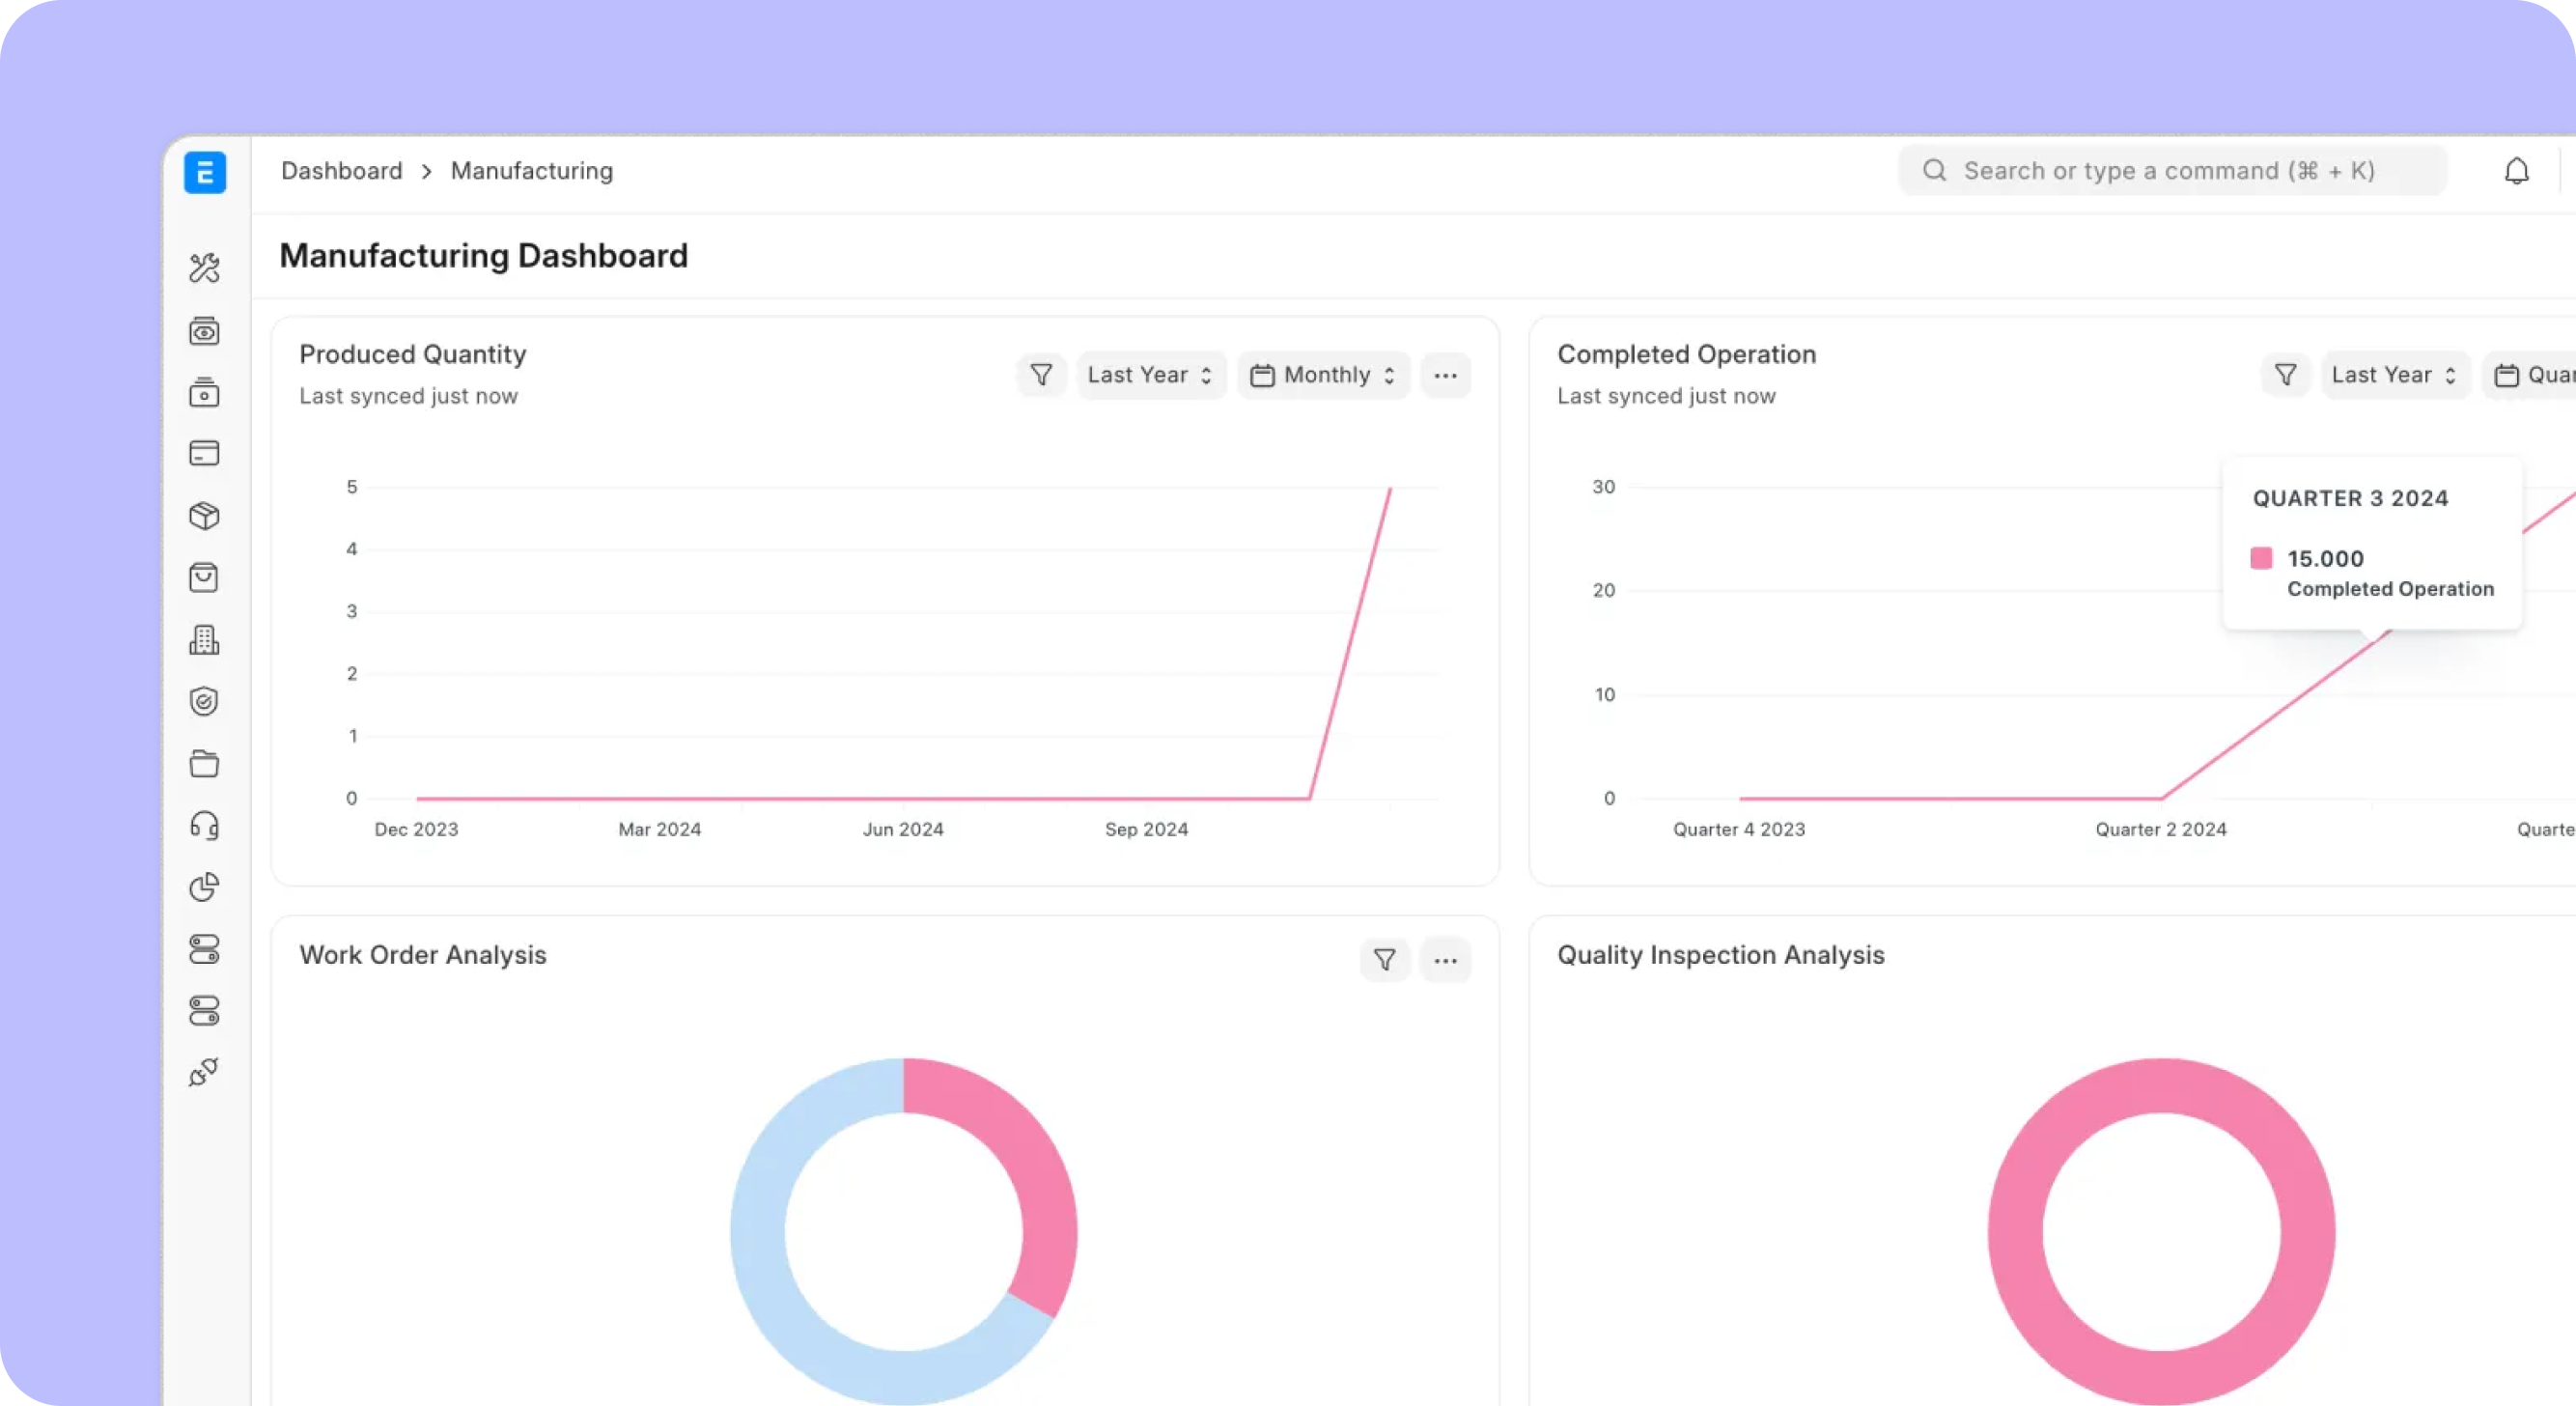 E
Dashboard > Manufacturing
Search or type a command (⌘ + K)
Manufacturing Dashboard
Produced Quantity
Last synced just now
Last Year
Monthly
5
4
3
2
1
0
Dec 2023
Mar 2024
Jun 2024
Sep 2024
Completed Operation
Last synced just now
Last Year
Quar
30
20
10
0
QUARTER 3 2024
15.000
Completed Operation
Quarter 4 2023
Quarter 2 2024
Quarte
Work Order Analysis
Quality Inspection Analysis